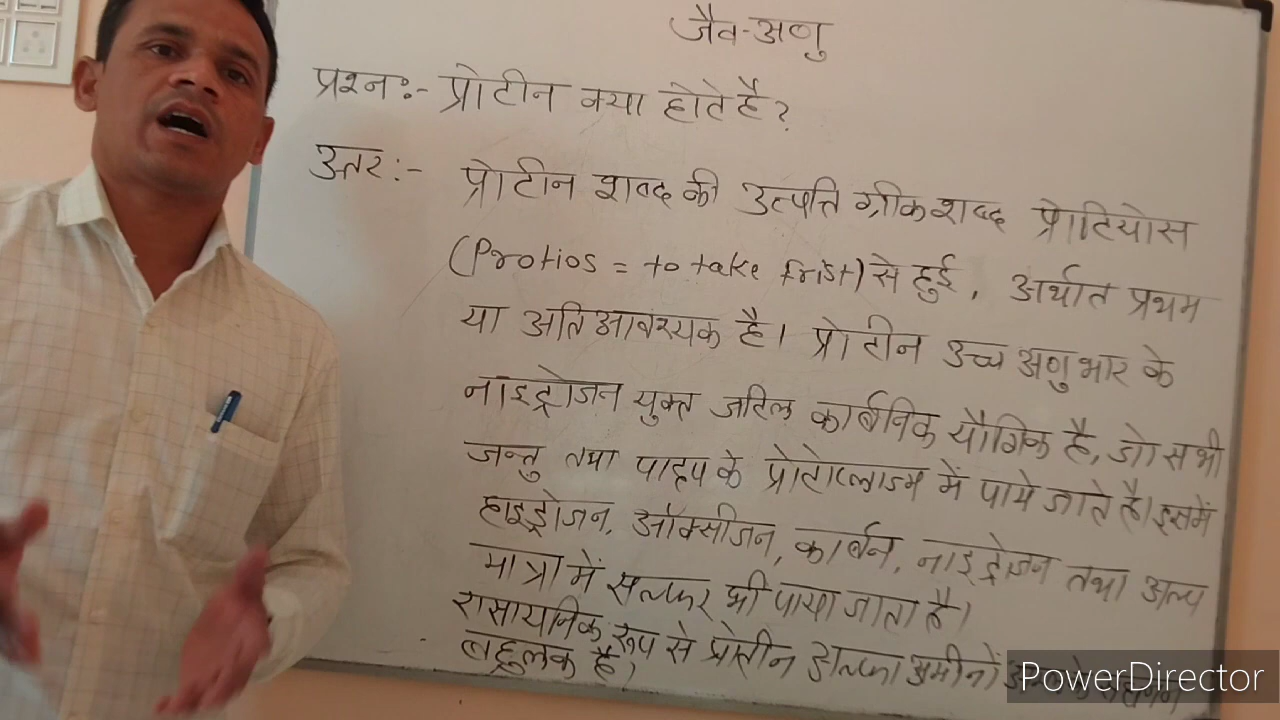 जैव-अणु
प्रश्नः- प्रोटीन क्या होते है?
उत्तरः- प्रोटीन शब्द की उत्पत्ति ग्रीक शब्द प्रोटियोस
(Protios = to take frist) से हुई, अर्थात प्रथम
या अति आवश्यक है। प्रोटीन उच्च अणुभार के
नाइट्रोजन युक्त जटिल कार्बनिक यौगिक है, जो सभी
जन्तु तथा पादप के प्रोटोप्लाज्म में पाये जाते है। इसमें
हाइड्रोजन, ऑक्सीजन, कार्बन, नाइट्रोजन तथा अल्प
मात्रा में सल्फर भी पाया जाता है।
रासायनिक रूप से प्रोटीन अल्फा अमीनों
बहुलक है।
PowerDirector